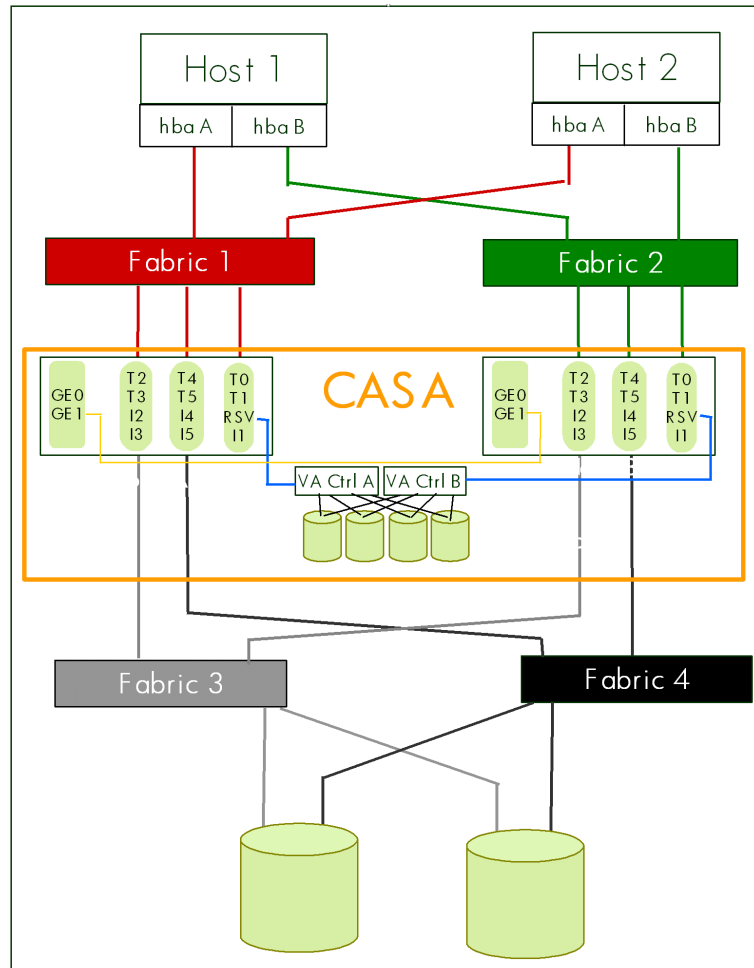 Host 1
Host 2
hba A
hba B
hba A
hba B
Fabric 1
Fabric 2
GE0
GE1
T2
T3
I2
I3
T4
T5
I4
I5
T0
T1
RSV
I1
CASA
GE0
GE1
T2
T3
I2
I3
T4
T5
I4
I5
T0
T1
RSV
I1
VA Ctrl A
VA Ctrl B
Fabric 3
Fabric 4